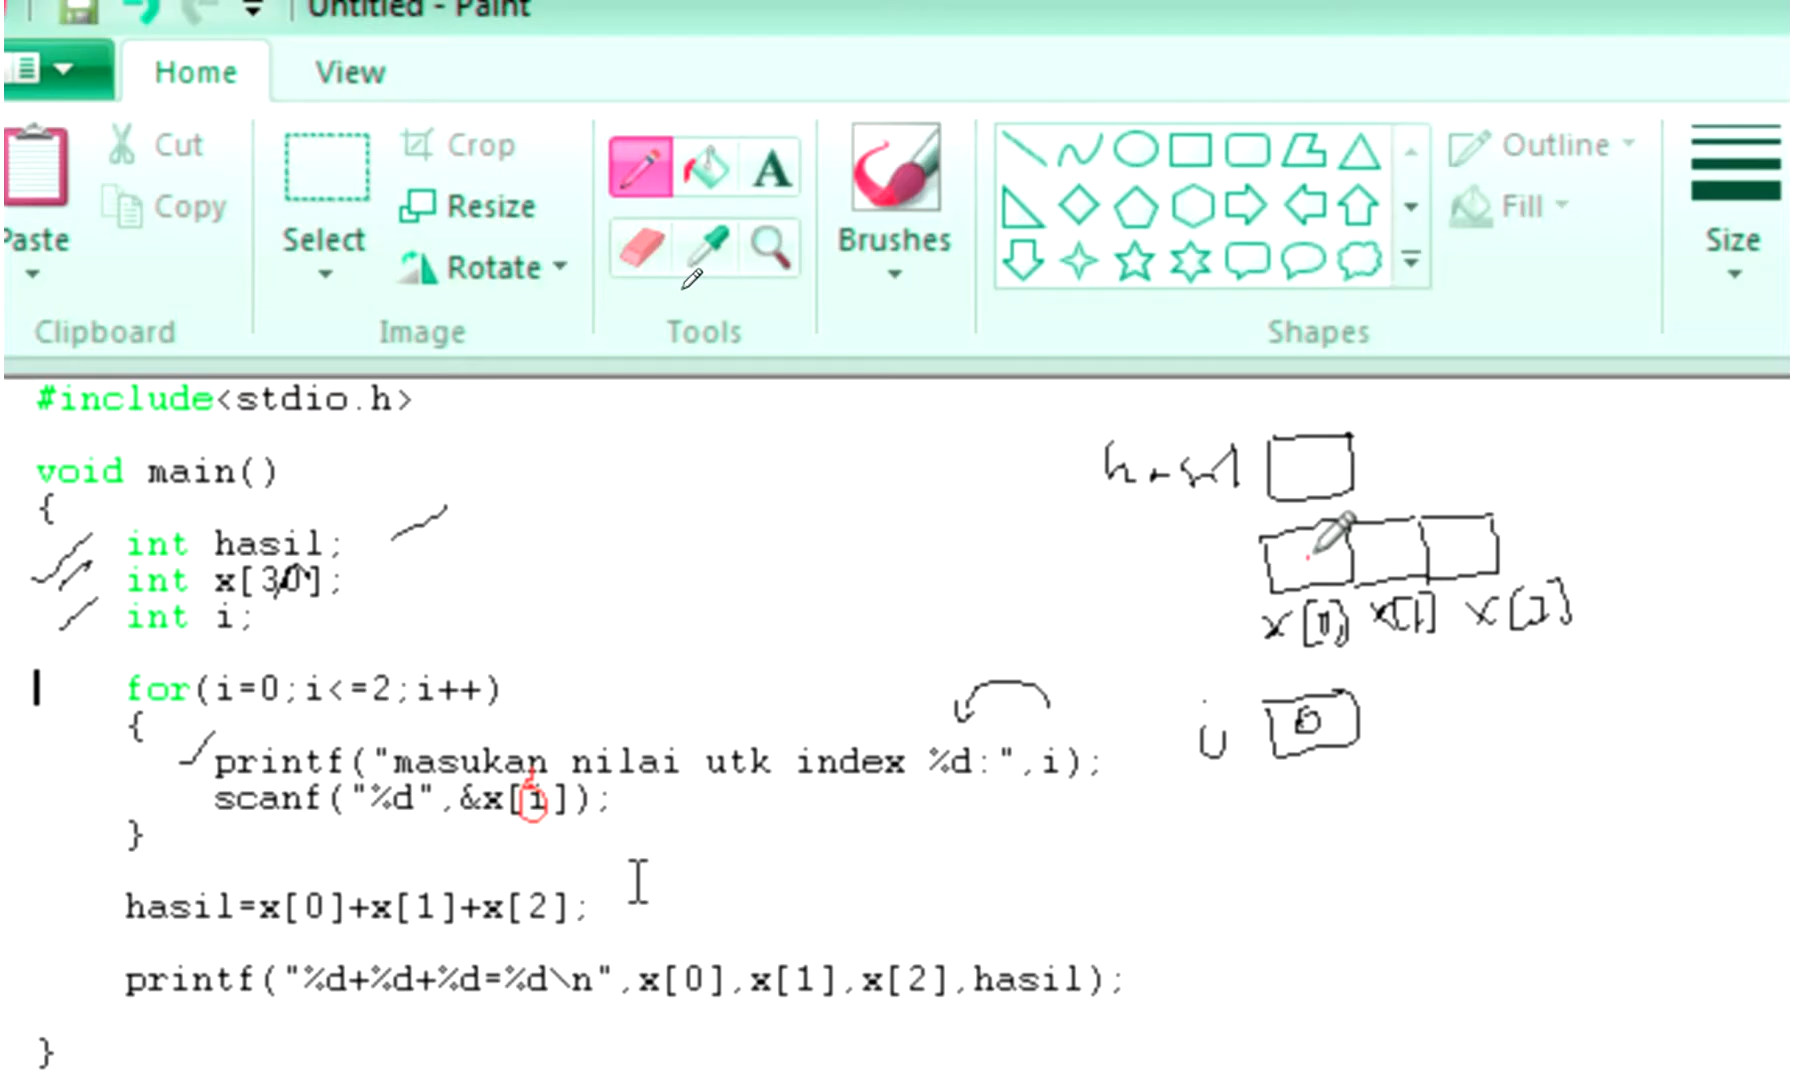 Untitled - Paint
Home View
Paste
Cut
Copy
Clipboard
Select
Crop
Resize
Rotate
Image
Tools
Brushes
Shapes
Outline
Fill
Size
#include<stdio.h>
void main()
{
int hasil;
int x[30];
int i;
for(i=0;i<=2;i++)
{
printf("masukan nilai utk index %d:",i);
scanf("%d",&x[i]);
}
hasil=x[0]+x[1]+x[2];
printf("%d+%d+%d=%d\n",x[0],x[1],x[2],hasil);
}
hasil
x[0] x[1] x[2]
i 0